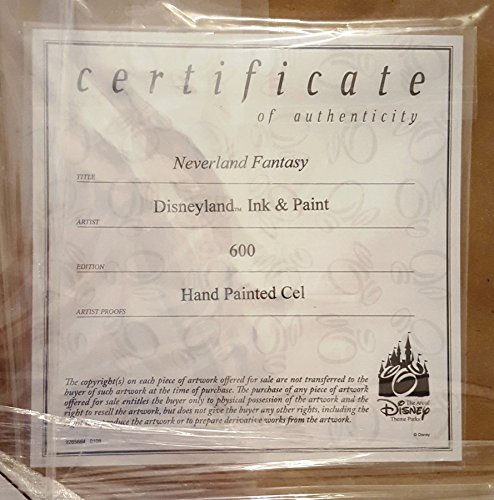 certificate
of authenticity
Neverland Fantasy
TITLE
Disneyland™ Ink & Paint
ARTIST
600
EDITION
Hand Painted Cel
ARTIST PROOFS
The copyright(s) on each piece of artwork offered for sale are not transferred to the
buyer of such artwork at the time of purchase. The purchase of any piece of artwork
offered for sale entitles the buyer only to physical possession of the artwork and the
right to resell the artwork, but does not give the buyer any other rights, including the
to reproduce the artwork or to prepare derivative works from the artwork.
The Art of
Disney
Theme Parks
© Disney